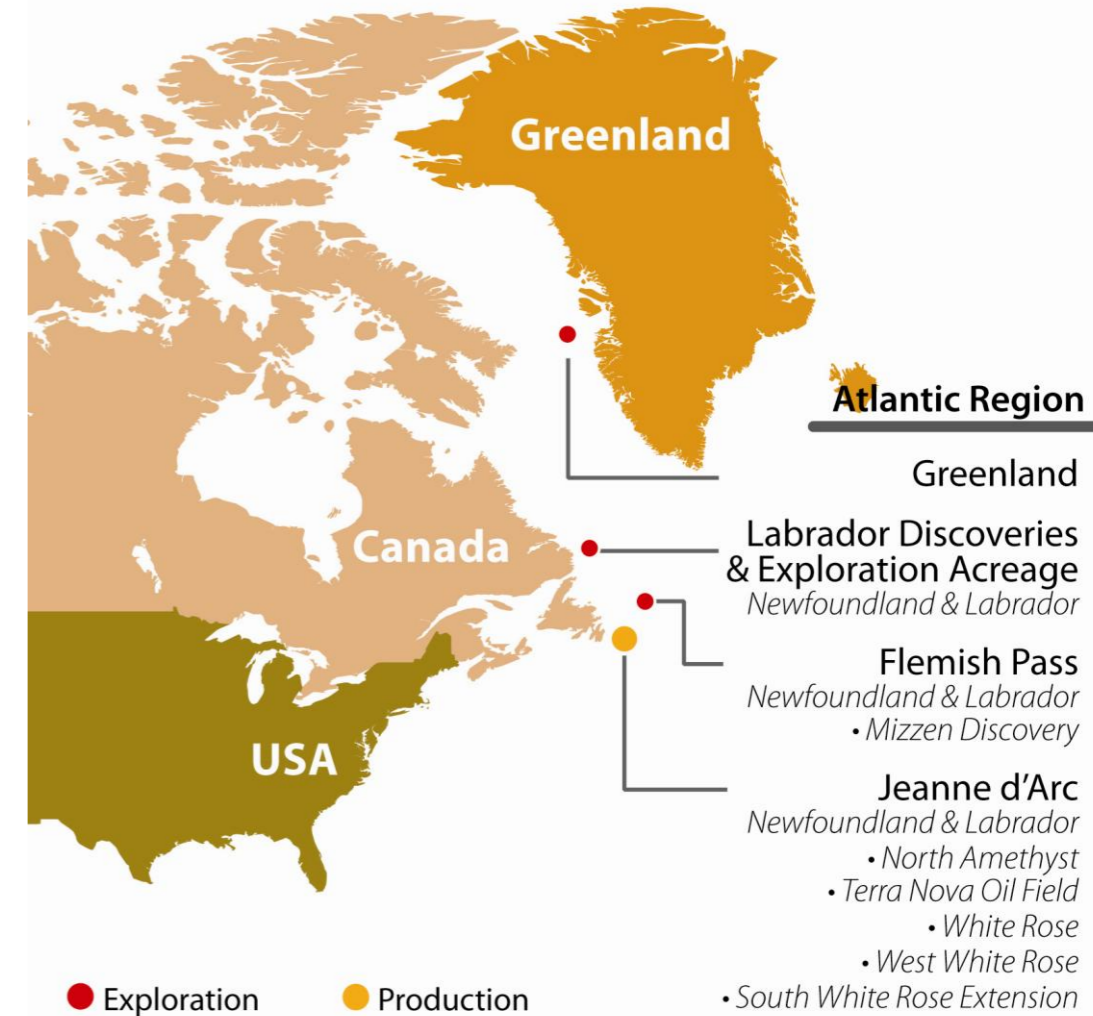 Greenland
Atlantic Region
Greenland
Labrador Discoveries
& Exploration Acreage
Newfoundland & Labrador
Canada
Flemish Pass
Newfoundland & Labrador
• Mizzen Discovery
USA
Jeanne d’Arc
Newfoundland & Labrador
• North Amethyst
• Terra Nova Oil Field
• White Rose
• West White Rose
• South White Rose Extension
Exploration
Production